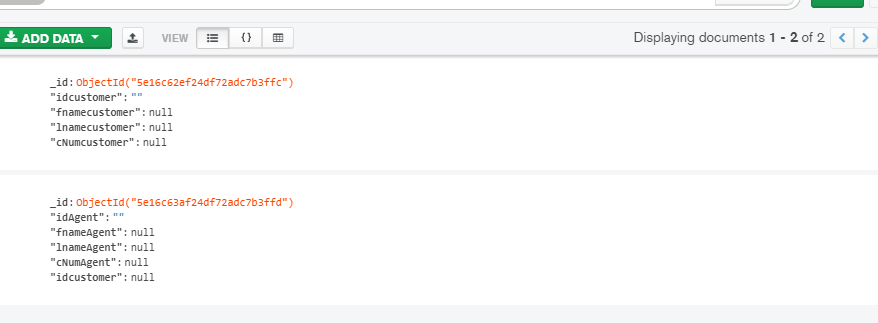 ADD DATA
VIEW
{}
Displaying documents 1 - 2 of 2
_id: ObjectId("5e16c62ef24df72adc7b3ffc")
"idcustomer": ""
"fnamecustomer": null
"lnamecustomer": null
"cNumcustomer": null
_id: ObjectId("5e16c63af24df72adc7b3ffd")
"idAgent": ""
"fnameAgent": null
"lnameAgent": null
"cNumAgent": null
"idcustomer": null